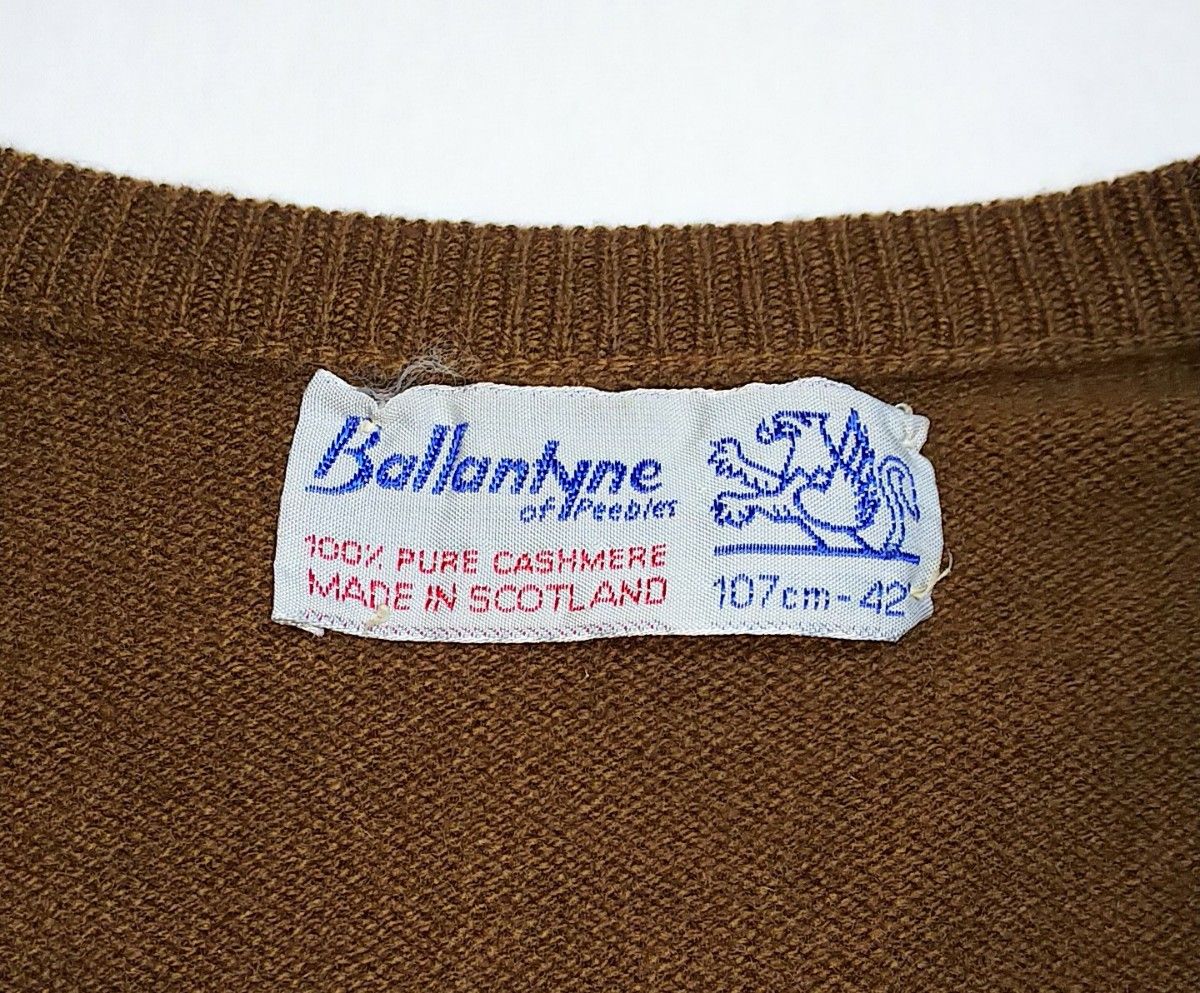 Ballantyne
of Peebles
100% PURE CASHMERE
MADE IN SCOTLAND
107cm-42